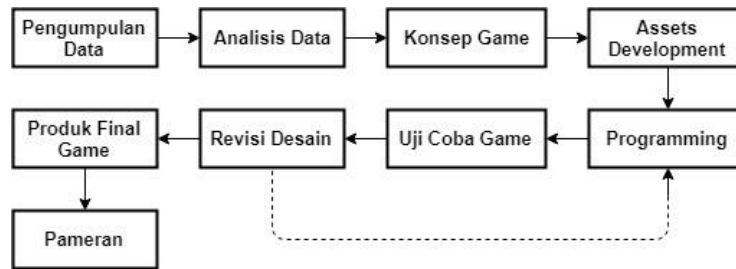 Pengumpulan
Data
Analisis Data
Konsep Game
Assets
Development
Produk Final
Game
Revisi Desain
Uji Coba Game
Programming
Pameran